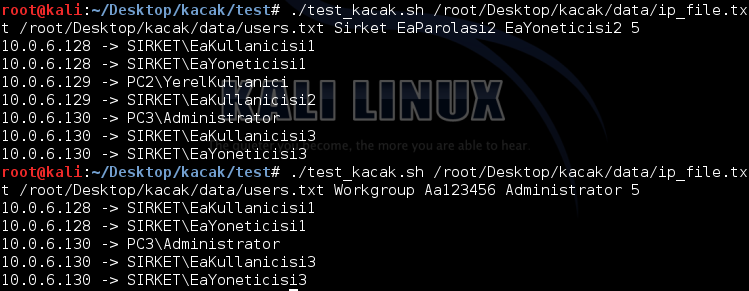 root@kali:~/Desktop/kacak/test# ./test_kacak.sh /root/Desktop/kacak/data/ip_file.tx
t /root/Desktop/kacak/data/users.txt Sirket EaParolasi2 EaYoneticisi2 5
10.0.6.128 -> SIRKET\EaKullanicisi1
10.0.6.128 -> SIRKET\EaYoneticisi1
10.0.6.129 -> PC2\YerelKullanici
10.0.6.129 -> SIRKET\EaKullanicisi2
10.0.6.130 -> PC3\Administrator
10.0.6.130 -> SIRKET\EaKullanicisi3
10.0.6.130 -> SIRKET\EaYoneticisi3
KALI LINUX
The quieter you become, the more you are able to hear.
root@kali:~/Desktop/kacak/test# ./test_kacak.sh /root/Desktop/kacak/data/ip_file.tx
t /root/Desktop/kacak/data/users.txt Workgroup Aa123456 Administrator 5
10.0.6.128 -> SIRKET\EaKullanicisi1
10.0.6.128 -> SIRKET\EaYoneticisi1
10.0.6.130 -> PC3\Administrator
10.0.6.130 -> SIRKET\EaKullanicisi3
10.0.6.130 -> SIRKET\EaYoneticisi3